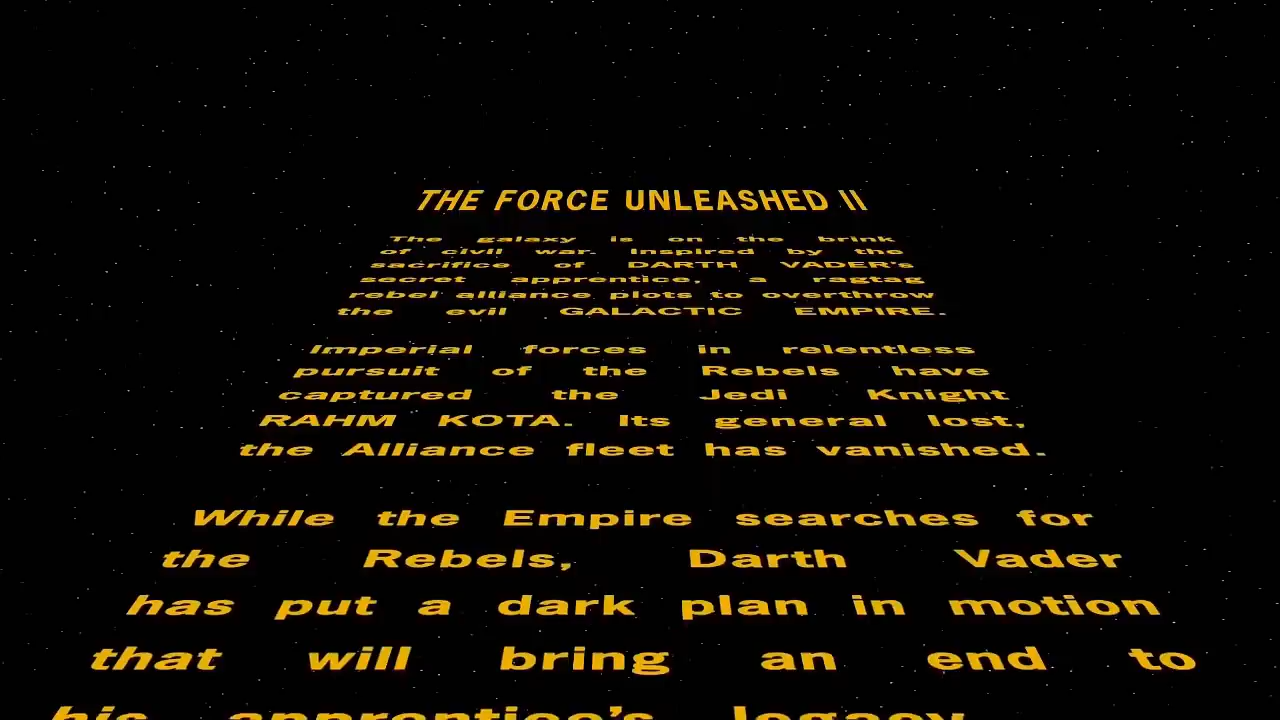 THE FORCE UNLEASHED II
The galaxy is on the brink
of civil war. Inspired by the
sacrifice of DARTH VADER's
secret apprentice, a ragtag
rebel alliance plots to overthrow
the evil GALACTIC EMPIRE.
Imperial forces in relentless
pursuit of the Rebels have
captured the Jedi Knight
RAHM KOTA. Its general lost,
the Alliance fleet has vanished.
While the Empire searches for
the Rebels, Darth Vader
has put a dark plan in motion
that will bring an end to
his apprentice's legacy